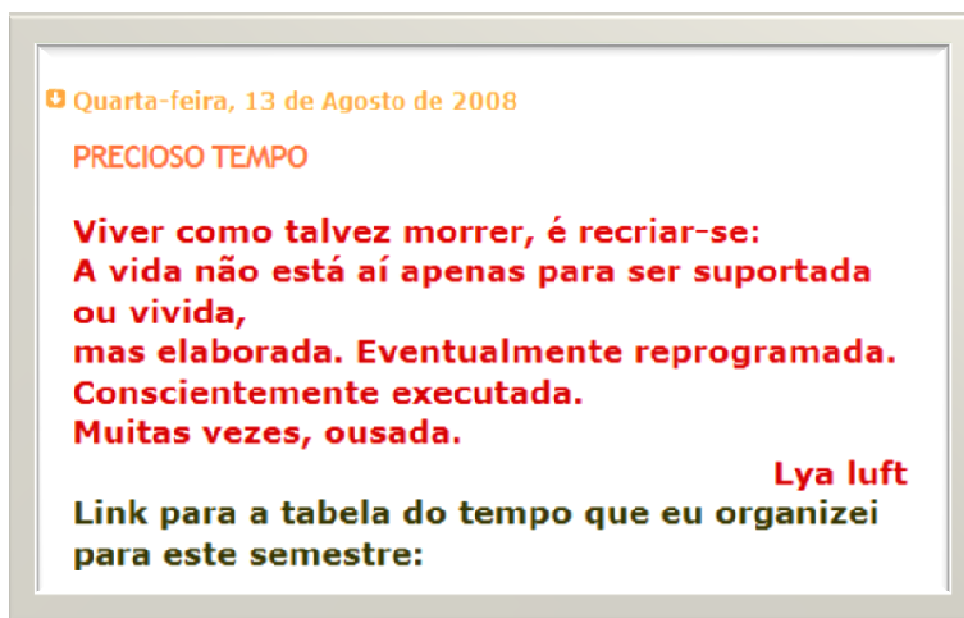 Quarta-feira, 13 de Agosto de 2008
PRECIOSO TEMPO
Viver como talvez morrer, é recriar-se:
A vida não está aí apenas para ser suportada
ou vivida,
mas elaborada. Eventualmente reprogramada.
Conscientemente executada.
Muitas vezes, ousada.
Lya luft
Link para a tabela do tempo que eu organizei
para este semestre: